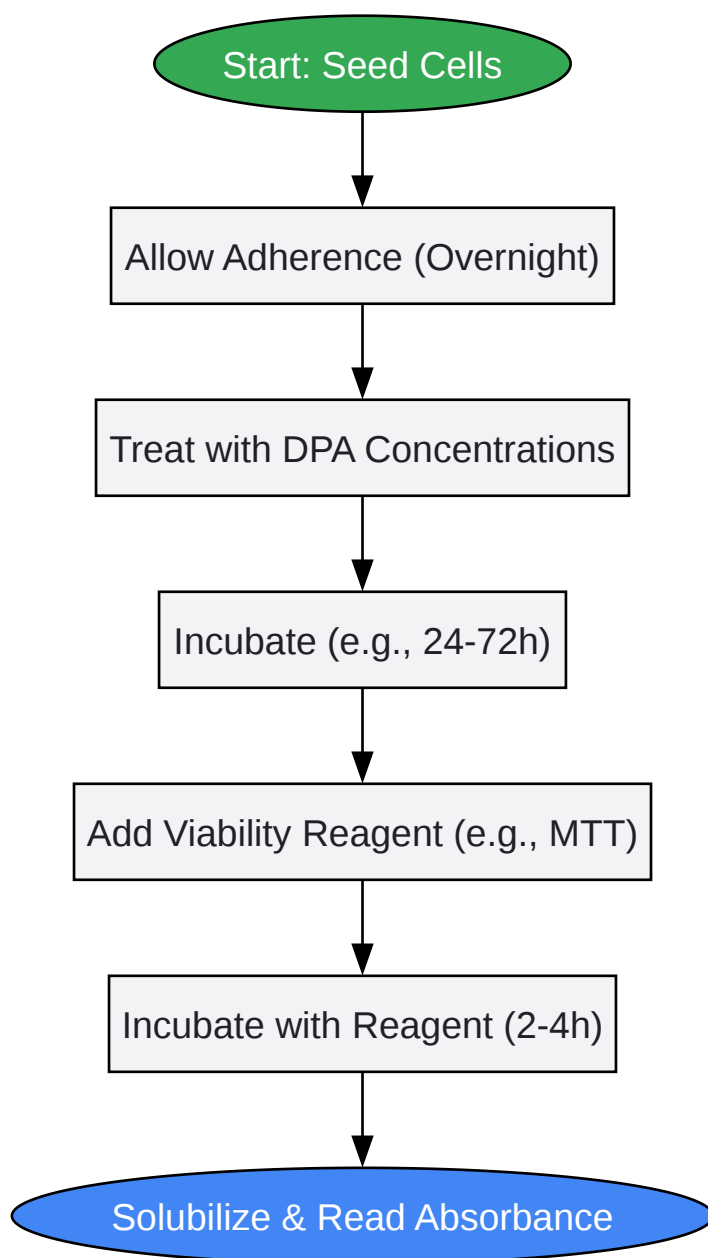 Start: Seed Cells
Allow Adherence (Overnight)
Treat with DPA Concentrations
Incubate (e.g., 24-72h)
Add Viability Reagent (e.g., MTT)
Incubate with Reagent (2-4h)
Solubilize & Read Absorbance